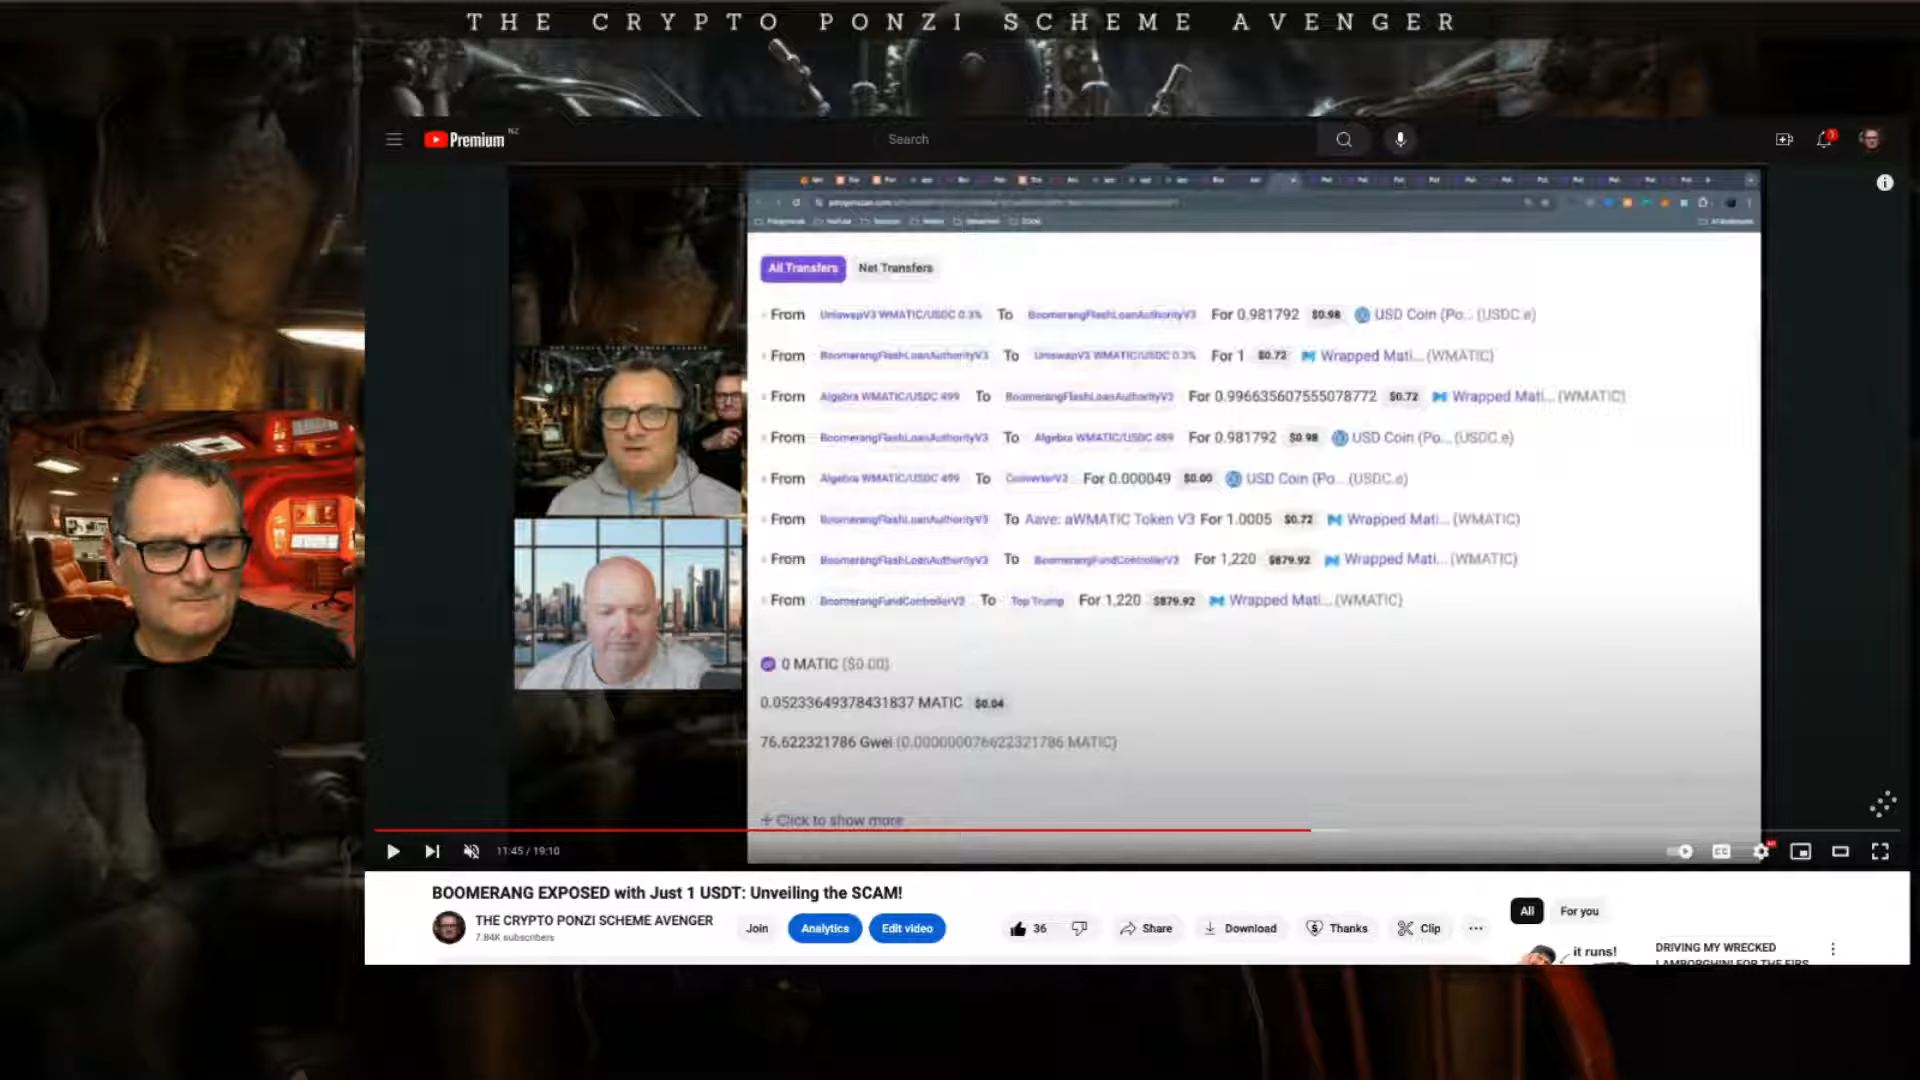 THE CRYPTO PONZI SCHEME AVENGER
Premium NZ
Search
3
All Transfers Net Transfers
From UniswapV3 WMATIC/USDC 0.3% To BoomerangFlashLoanAuthorityV3 For 0.981792 $0.98 USD Coin (Po... (USDC.e)
From BoomerangFlashLoanAuthorityV3 To UniswapV3 WMATIC/USDC 0.3% For 1 $0.72 Wrapped Mati... (WMATIC)
From Algebra WMATIC/USDC 499 To BoomerangFlashLoanAuthorityV3 For 0.996635607555078772 $0.72 Wrapped Mati... (WMATIC)
From BoomerangFlashLoanAuthorityV3 To Algebra WMATIC/USDC 499 For 0.981792 $0.98 USD Coin (Po... (USDC.e)
From Algebra WMATIC/USDC 499 To ConverterV3 For 0.000049 $0.00 USD Coin (Po... (USDC.e)
From BoomerangFlashLoanAuthorityV3 To Aave: aWMATIC Token V3 For 1.0005 $0.72 Wrapped Mati... (WMATIC)
From BoomerangFlashLoanAuthorityV3 To BoomerangFundControllerV3 For 1,220 $879.92 Wrapped Mati... (WMATIC)
From BoomerangFundControllerV3 To Top Trump For 1,220 $879.92 Wrapped Mati... (WMATIC)
0 MATIC ($0.00)
0.05233649378431837 MATIC $0.04
76.622321786 Gwei (0.000000076622321786 MATIC)
+ Click to show more
11:45 / 19:10
CC
BOOMERANG EXPOSED with Just 1 USDT: Unveiling the SCAM!
THE CRYPTO PONZI SCHEME AVENGER
7.84K subscribers
Join Analytics Edit video 36 Share Download Thanks Clip ...
All For you
it runs!
DRIVING MY WRECKED
LAMBORGHINI FOR THE FIRS